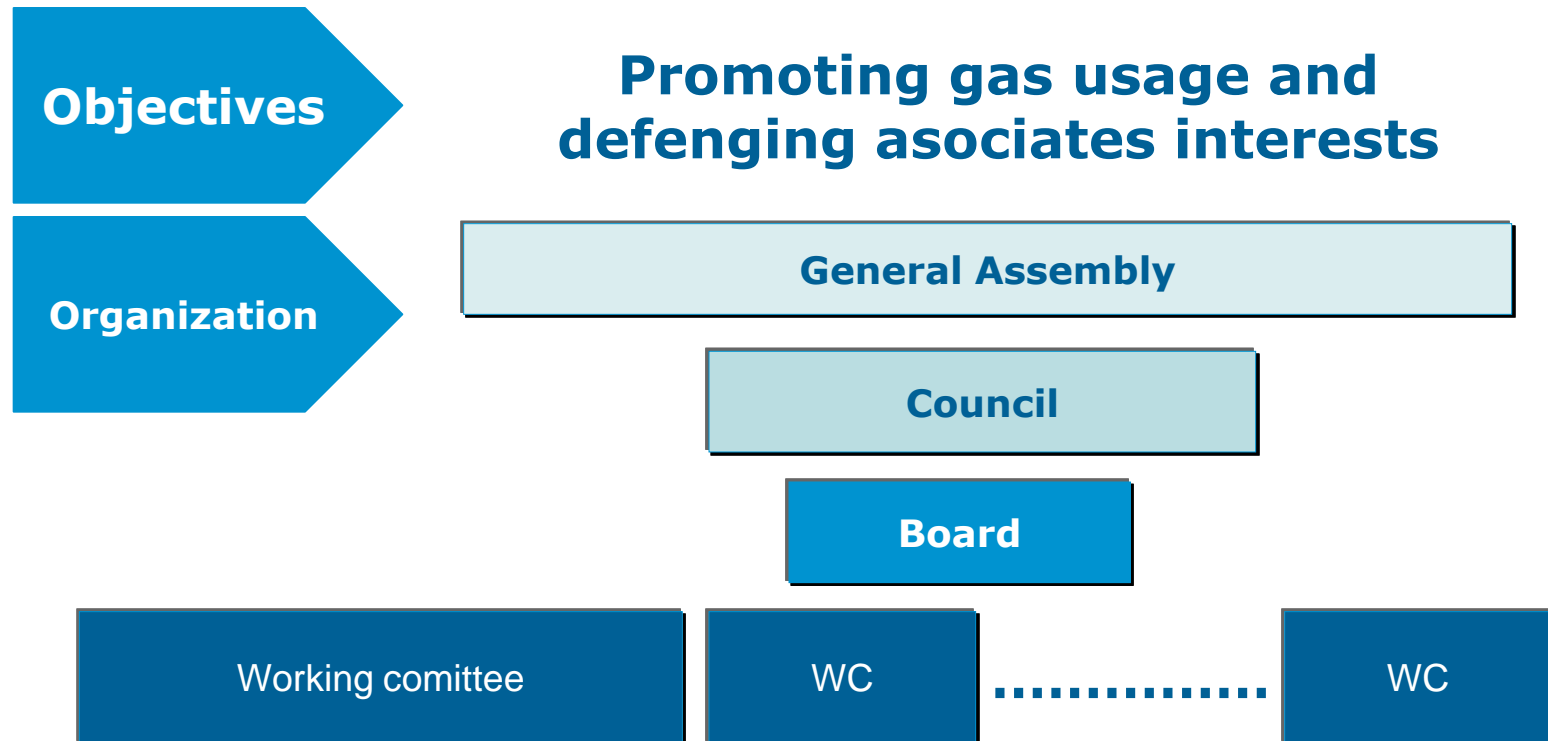 Objectives
Promoting gas usage and
defenging asociates interests
Organization
General Assembly
Council
Board
Working comittee
WC
WC